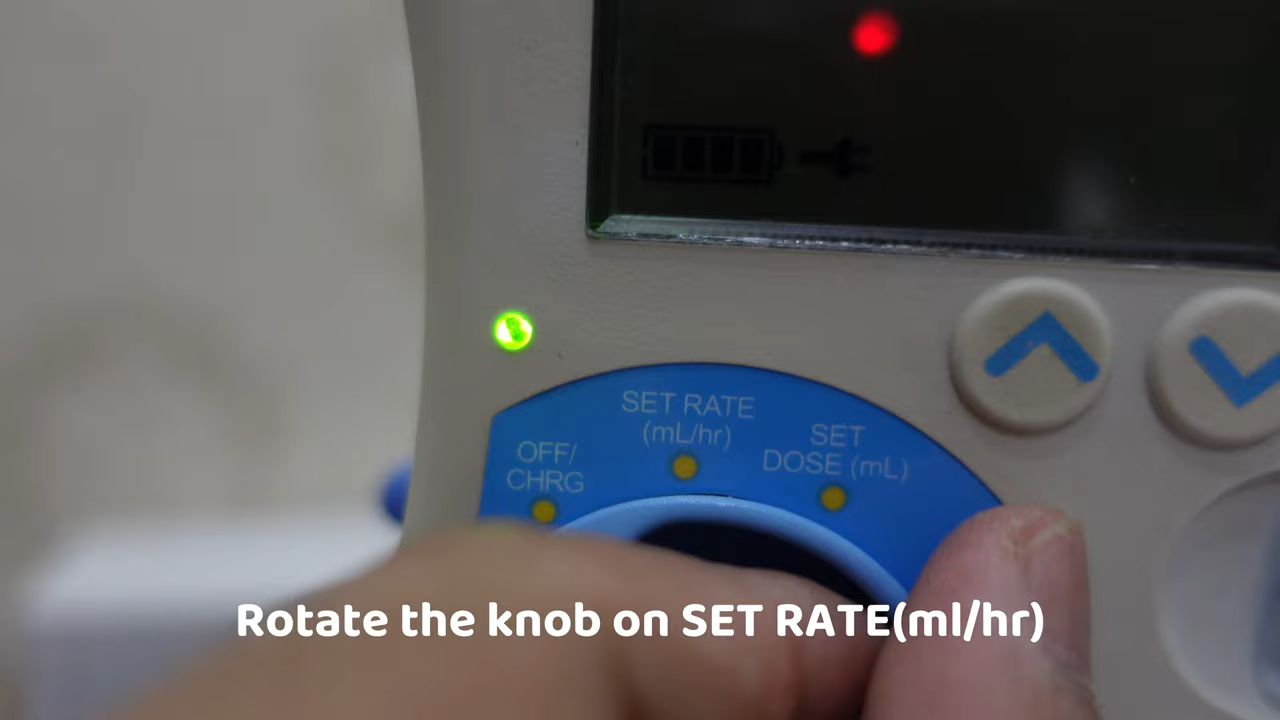 SET RATE
(mL/hr)
SET
DOSE (mL)
OFF/
CHRG
Rotate the knob on SET RATE(ml/hr)